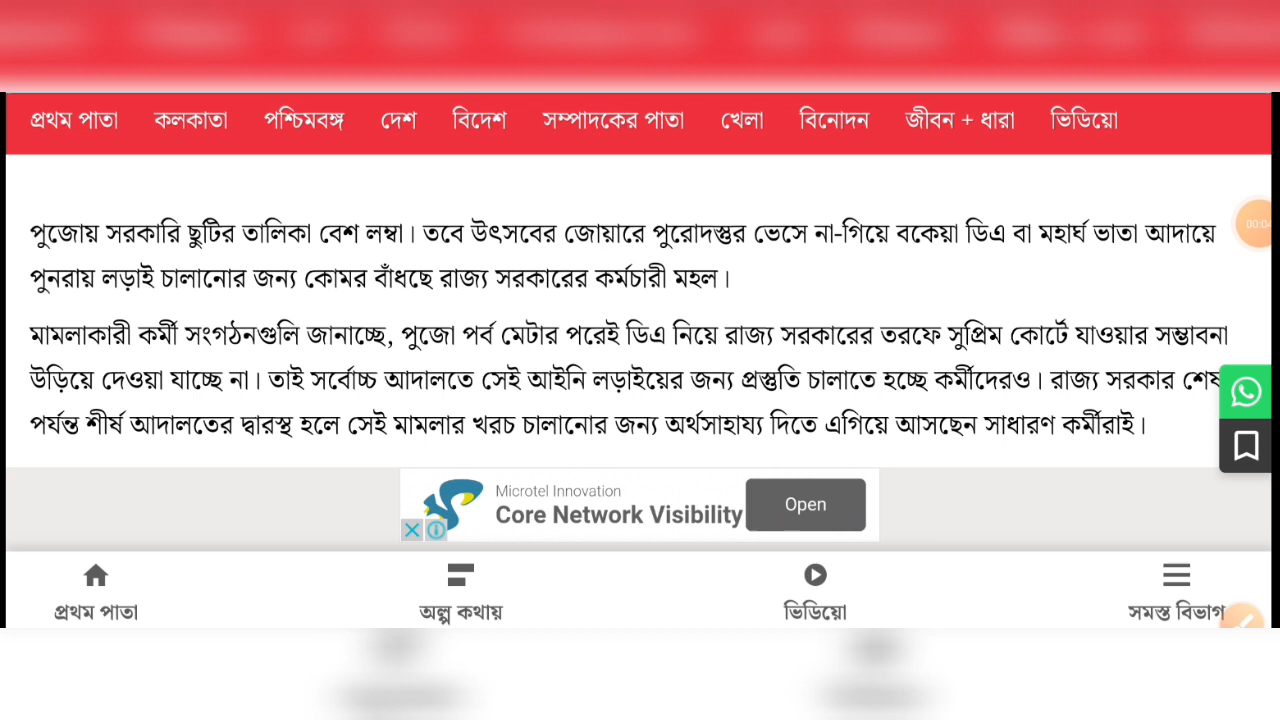 প্রথম পাতা কলকাতা পশ্চিমবঙ্গ দেশ বিদেশ সম্পাদকের পাতা খেলা বিনোদন জীবন + ধারা ভিডিয়ো
পুজোয় সরকারি ছুটির তালিকা বেশ লম্বা। তবে উৎসবের জোয়ারে পুরোদস্তুর ভেসে না-গিয়ে বকেয়া ডিএ বা মহার্ঘ ভাতা আদায়ে
00:04
পুনরায় লড়াই চালানোর জন্য কোমর বাঁধছে রাজ্য সরকারের কর্মচারী মহল।
মামলাকারী কর্মী সংগঠনগুলি জানাচ্ছে, পুজো পর্ব মেটার পরেই ডিএ নিয়ে রাজ্য সরকারের তরফে সুপ্রিম কোর্টে যাওয়ার সম্ভাবনা
উড়িয়ে দেওয়া যাচ্ছে না। তাই সর্বোচ্চ আদালতে সেই আইনি লড়াইয়ের জন্য প্রস্তুতি চালাতে হচ্ছে কর্মীদেরও। রাজ্য সরকার শেষ
পর্যন্ত শীর্ষ আদালতের দ্বারস্থ হলে সেই মামলার খরচ চালানোর জন্য অর্থসাহায্য দিতে এগিয়ে আসছেন সাধারণ কর্মীরাই।
Microtel Innovation
Core Network Visibility
Open
প্রথম পাতা অল্প কথায় ভিডিয়ো সমস্ত বিভাগ